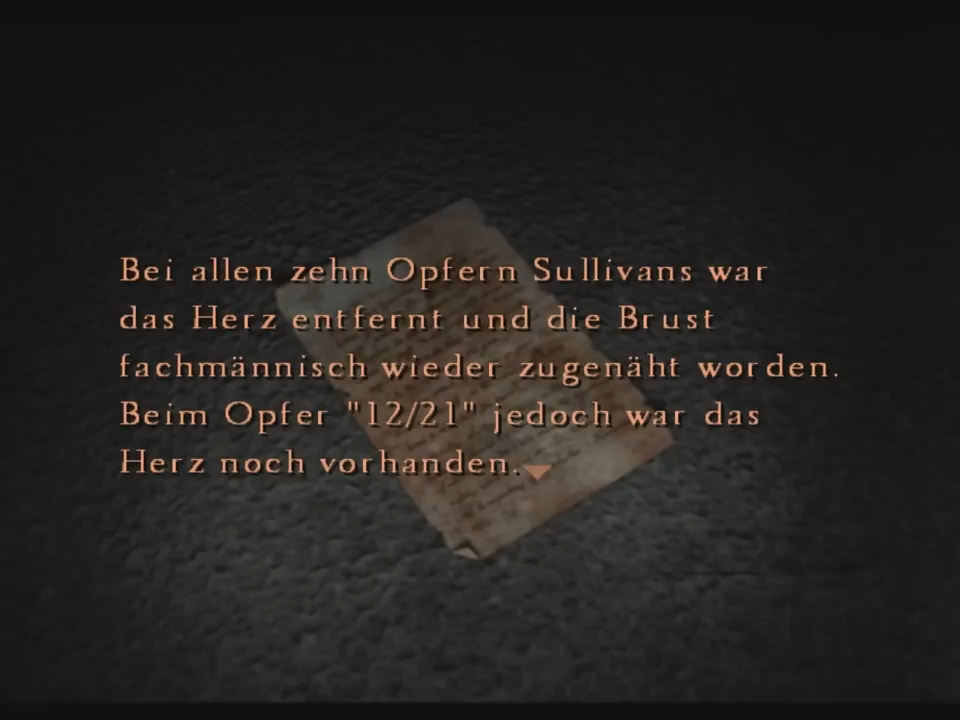 Bei allen zehn Opfern Sullivans war
das Herz entfernt und die Brust
fachmännisch wieder zugenäht worden.
Beim Opfer "12/21" jedoch war das
Herz noch vorhanden.